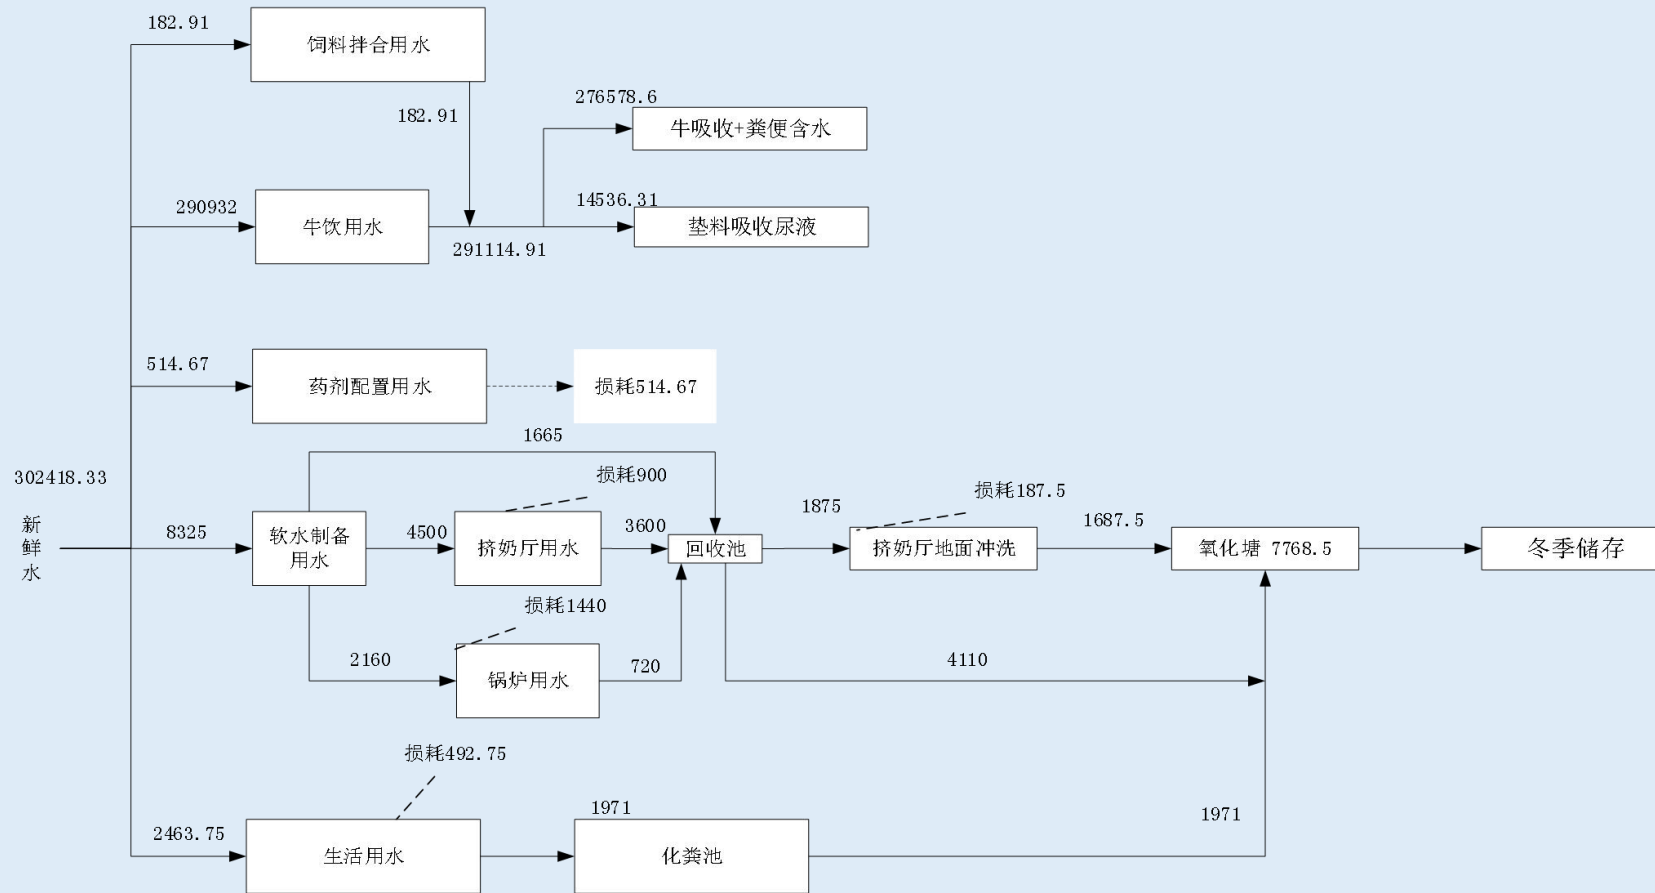 182.91
饲料拌合用水
182.91
276578.6
牛吸收+粪便含水
290932
牛饮用水
291114.91
14536.31
垫料吸收尿液
514.67
药剂配置用水
损耗514.67
302418.33
新鲜水
1665
8325
软水制备
用水
4500
损耗900
挤奶厅用水
3600
回收池
1875
损耗187.5
挤奶厅地面冲洗
1687.5
氧化塘 7768.5
冬季储存
2160
损耗1440
锅炉用水
720
4110
损耗492.75
2463.75
生活用水
1971
化粪池
1971